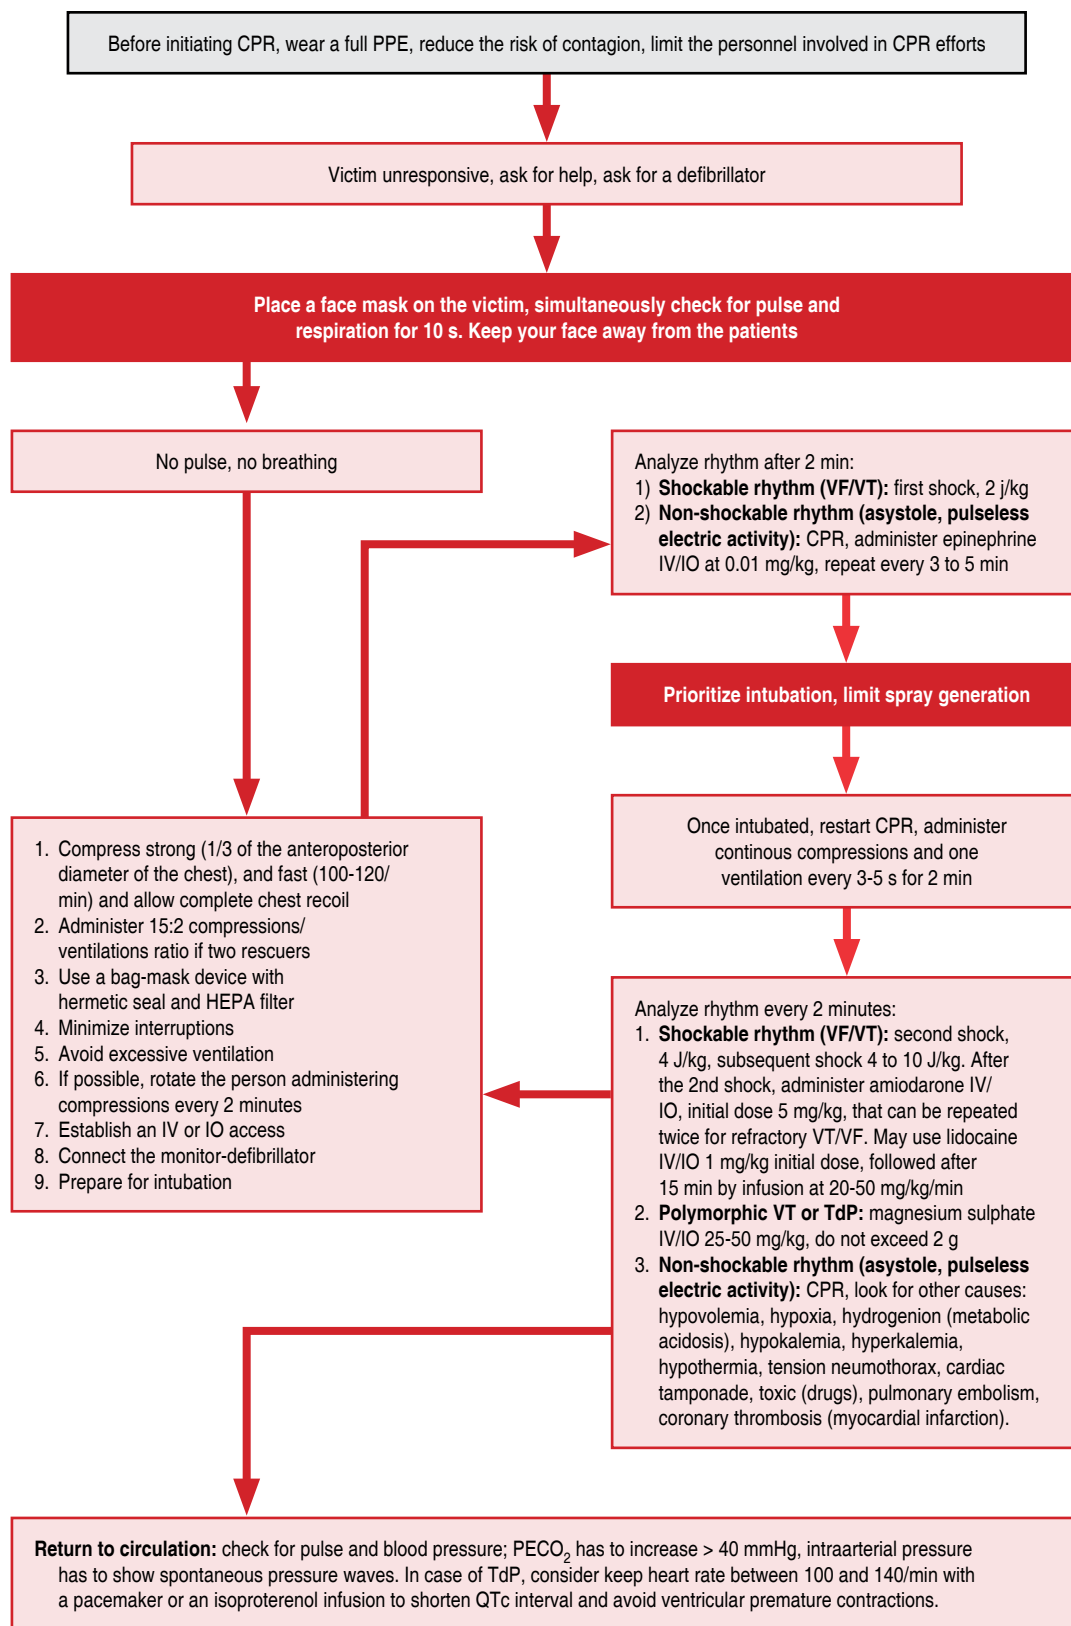 Before initiating CPR, wear a full PPE, reduce the risk of contagion, limit the personnel involved in CPR efforts
Victim unresponsive, ask for help, ask for a defibrillator
Place a face mask on the victim, simultaneously check for pulse and
respiration for 10 s. Keep your face away from the patients
No pulse, no breathing
1. Compress strong (1/3 of the anteroposterior
diameter of the chest), and fast (100-120/
min) and allow complete chest recoil
2. Administer 15:2 compressions/
ventilations ratio if two rescuers
3. Use a bag-mask device with
hermetic seal and HEPA filter
4. Minimize interruptions
5. Avoid excessive ventilation
6. If possible, rotate the person administering
compressions every 2 minutes
7. Establish an IV or IO access
8. Connect the monitor-defibrillator
9. Prepare for intubation
Analyze rhythm after 2 min:
1) Shockable rhythm (VF/VT): first shock, 2 j/kg
2) Non-shockable rhythm (asystole, pulseless
electric activity): CPR, administer epinephrine
IV/IO at 0.01 mg/kg, repeat every 3 to 5 min
Prioritize intubation, limit spray generation
Once intubated, restart CPR, administer
continous compressions and one
ventilation every 3-5 s for 2 min
Analyze rhythm every 2 minutes:
1. Shockable rhythm (VF/VT): second shock,
4 J/kg, subsequent shock 4 to 10 J/kg. After
the 2nd shock, administer amiodarone IV/
IO, initial dose 5 mg/kg, that can be repeated
twice for refractory VT/VF. May use lidocaine
IV/IO 1 mg/kg initial dose, followed after
15 min by infusion at 20-50 mg/kg/min
2. Polymorphic VT or TdP: magnesium sulphate
IV/IO 25-50 mg/kg, do not exceed 2 g
3. Non-shockable rhythm (asystole, pulseless
electric activity): CPR, look for other causes:
hypovolemia, hypoxia, hydrogenion (metabolic
acidosis), hypokalemia, hyperkalemia,
hypothermia, tension neumothorax, cardiac
tamponade, toxic (drugs), pulmonary embolism,
coronary thrombosis (myocardial infarction).
Return to circulation: check for pulse and blood pressure; PECO₂ has to increase > 40 mmHg, intraarterial pressure
has to show spontaneous pressure waves. In case of TdP, consider keep heart rate between 100 and 140/min with
a pacemaker or an isoproterenol infusion to shorten QTc interval and avoid ventricular premature contractions.